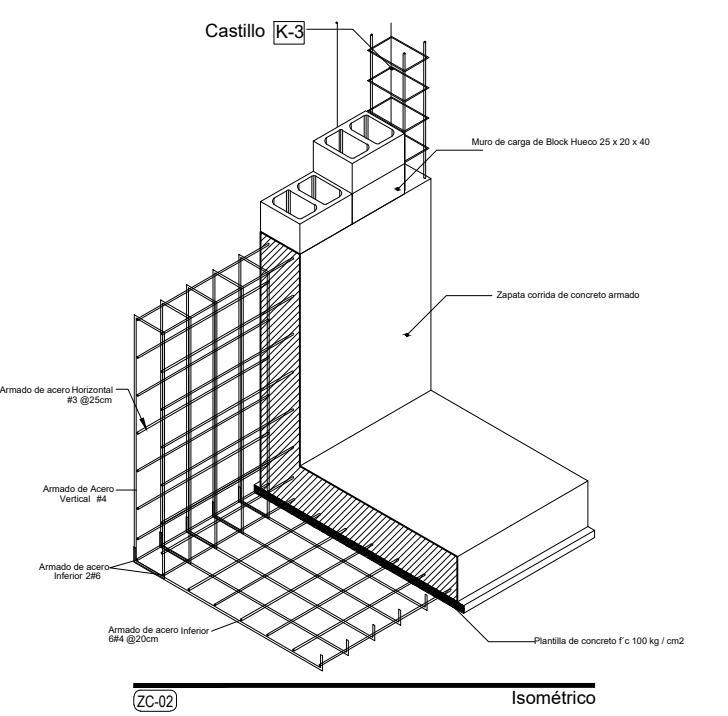 Castillo K-3
Muro de carga de Block Hueco 25 x 20 x 40
Zapata corrida de concreto armado
Armado de acero Horizontal
#3 @25cm
Armado de Acero
Vertical #4
Armado de acero
Inferior 2#6
Armado de acero Inferior
6#4 @20cm
Plantilla de concreto f´c 100 kg / cm2
ZC-02
Isométrico